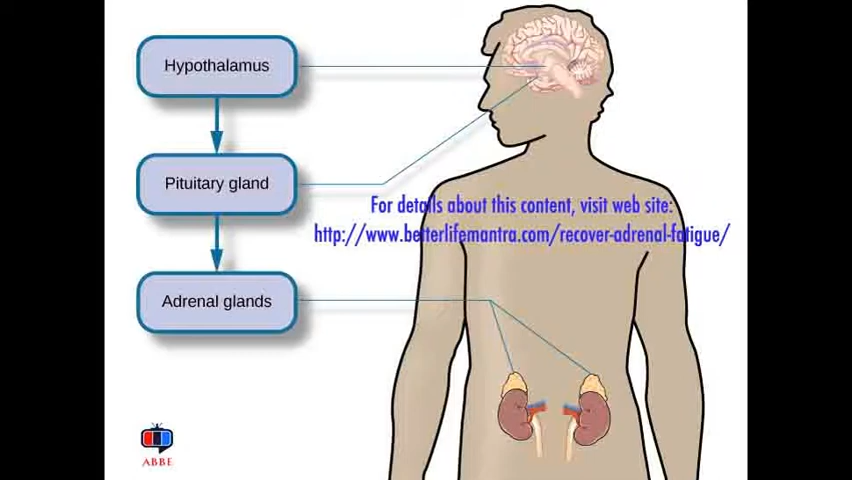 Hypothalamus
Pituitary gland
For details about this content, visit web site:
http://www.betterlifemantra.com/recover-adrenal-fatigue/
Adrenal glands
ABBE